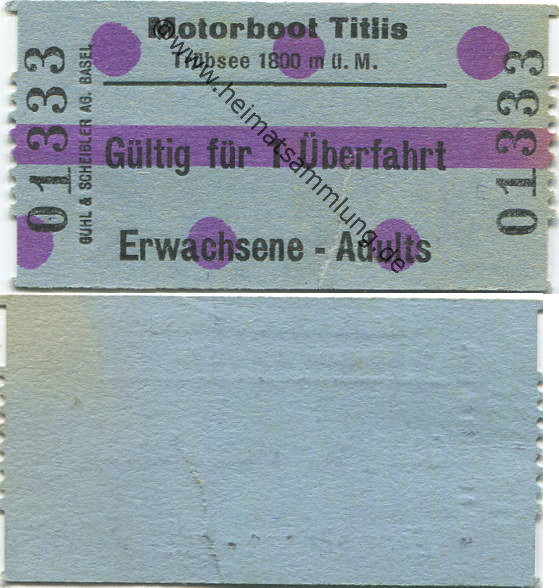 Motorboot Titlis
Trübsee 1800 m ü. M.
Gültig für 1 Überfahrt
Erwachsene - Adults
01333
GUHL & SCHEIBLER AG. BASEL
01333
© www.heimatsammlung.de